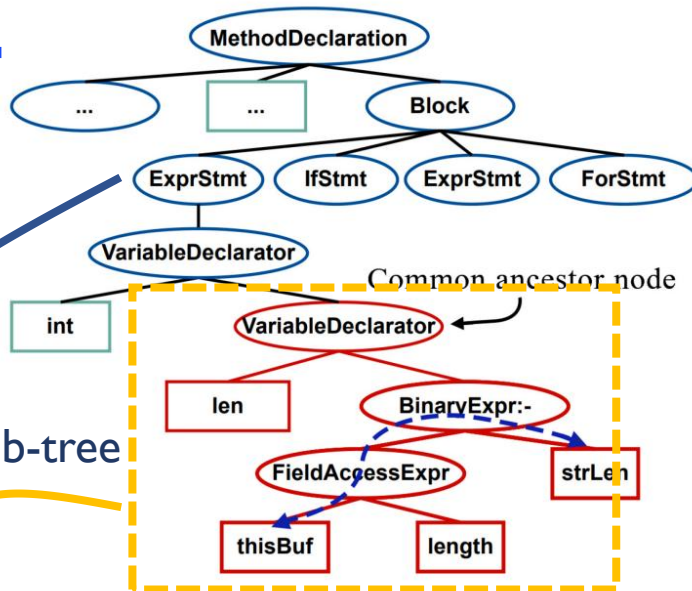 MethodDeclaration
...
...
Block
ExprStmt
IfStmt
ExprStmt
ForStmt
VariableDeclarator
Common ancestor node
int
VariableDeclarator
len
BinaryExpr:-
b-tree
FieldAccessExpr
strLen
thisBuf
length